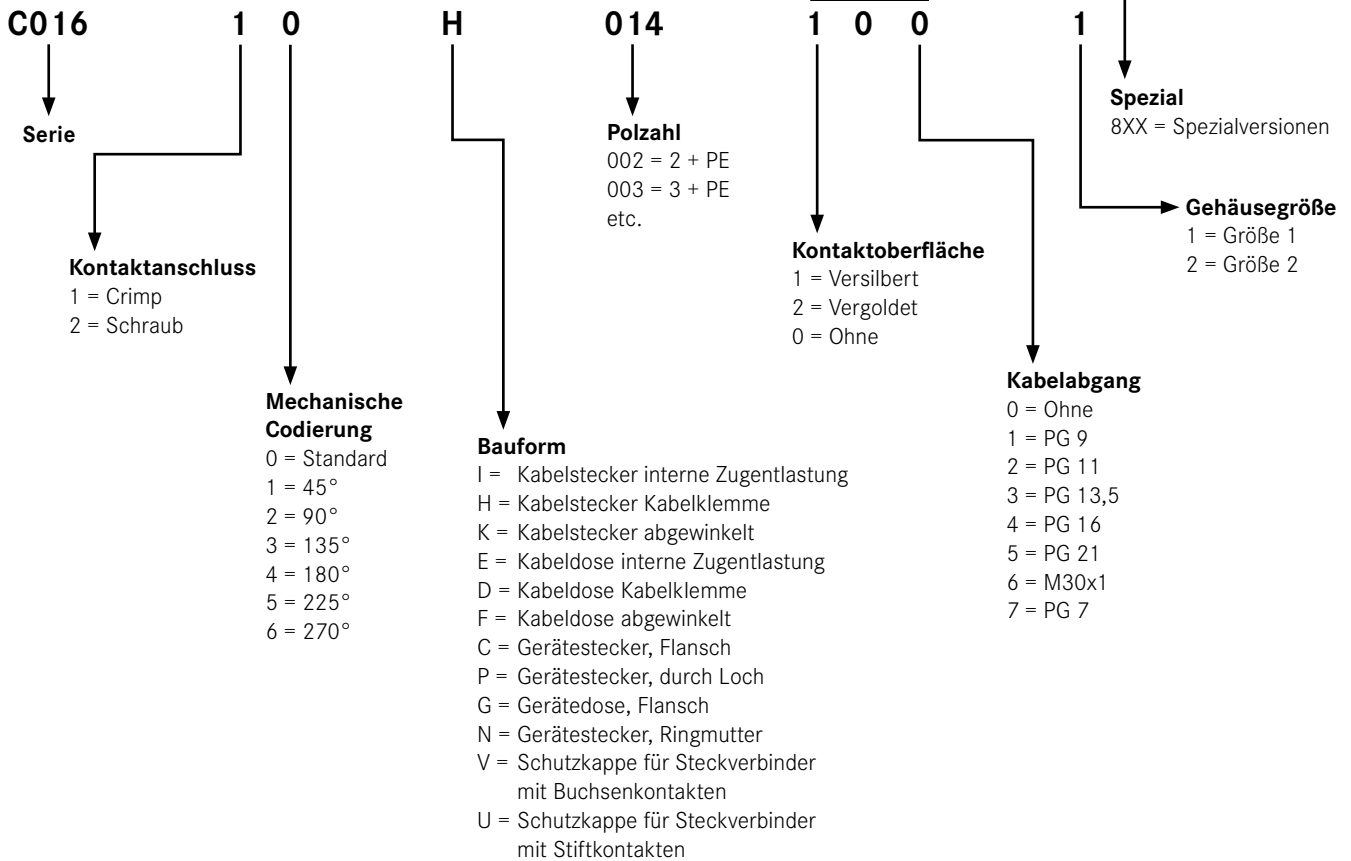 C016 1 0 H 014 1 0 0 1
Serie
Kontaktanschluss
1 = Crimp
2 = Schraub
Mechanische
Codierung
0 = Standard
1 = 45°
2 = 90°
3 = 135°
4 = 180°
5 = 225°
6 = 270°
Bauform
I = Kabelstecker interne Zugentlastung
H = Kabelstecker Kabelklemme
K = Kabelstecker abgewinkelt
E = Kabeldose interne Zugentlastung
D = Kabeldose Kabelklemme
F = Kabeldose abgewinkelt
C = Gerätestecker, Flansch
P = Gerätestecker, durch Loch
G = Gerätedose, Flansch
N = Gerätestecker, Ringmutter
V = Schutzkappe für Steckverbinder
mit Buchsenkontakten
U = Schutzkappe für Steckverbinder
mit Stiftkontakten
Polzahl
002 = 2 + PE
003 = 3 + PE
etc.
Kontaktoberfläche
1 = Versilbert
2 = Vergoldet
0 = Ohne
Kabelabgang
0 = Ohne
1 = PG 9
2 = PG 11
3 = PG 13,5
4 = PG 16
5 = PG 21
6 = M30x1
7 = PG 7
Spezial
8XX = Spezialversionen
Gehäusegröße
1 = Größe 1
2 = Größe 2